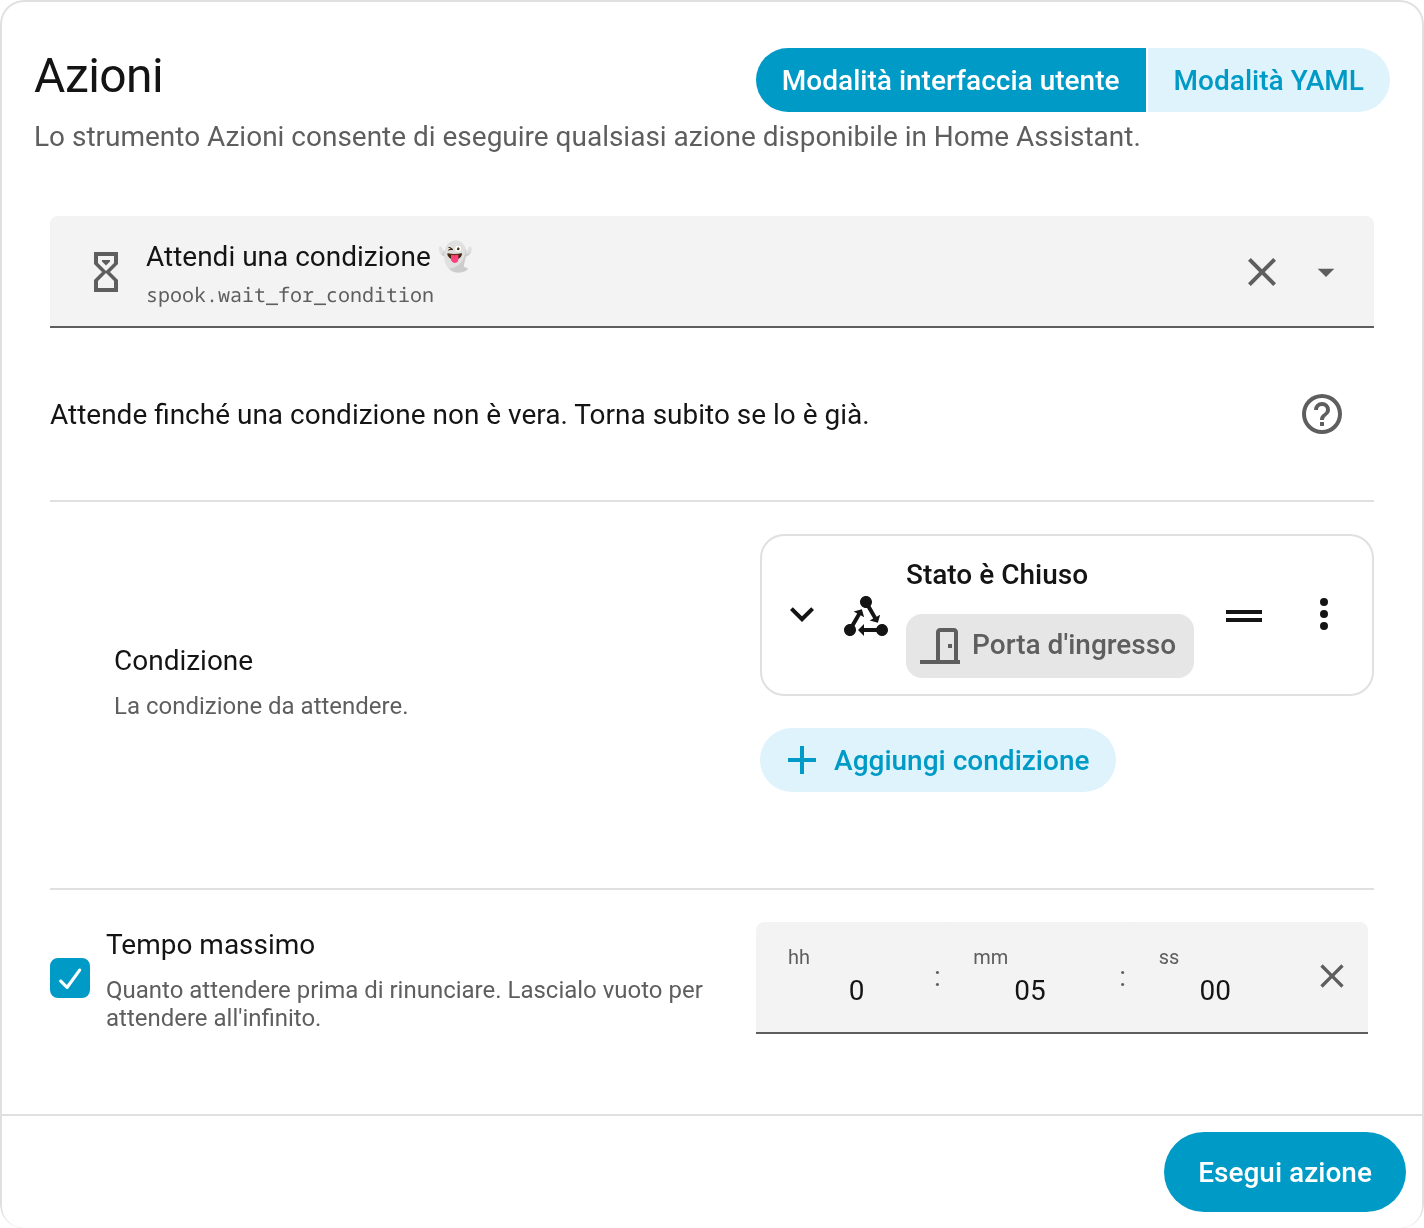 Azioni
Modalità interfaccia utente
Modalità YAML
Lo strumento Azioni consente di eseguire qualsiasi azione disponibile in Home Assistant.
Attendi una condizione 👻
spook.wait_for_condition
Attende finché una condizione non è vera. Torna subito se lo è già.
Stato è Chiuso
Porta d'ingresso
Condizione
La condizione da attendere.
Aggiungi condizione
Tempo massimo
Quanto attendere prima di rinunciare. Lascialo vuoto per
attendere all'infinito.
hh mm ss
0 : 05 : 00
Esegui azione